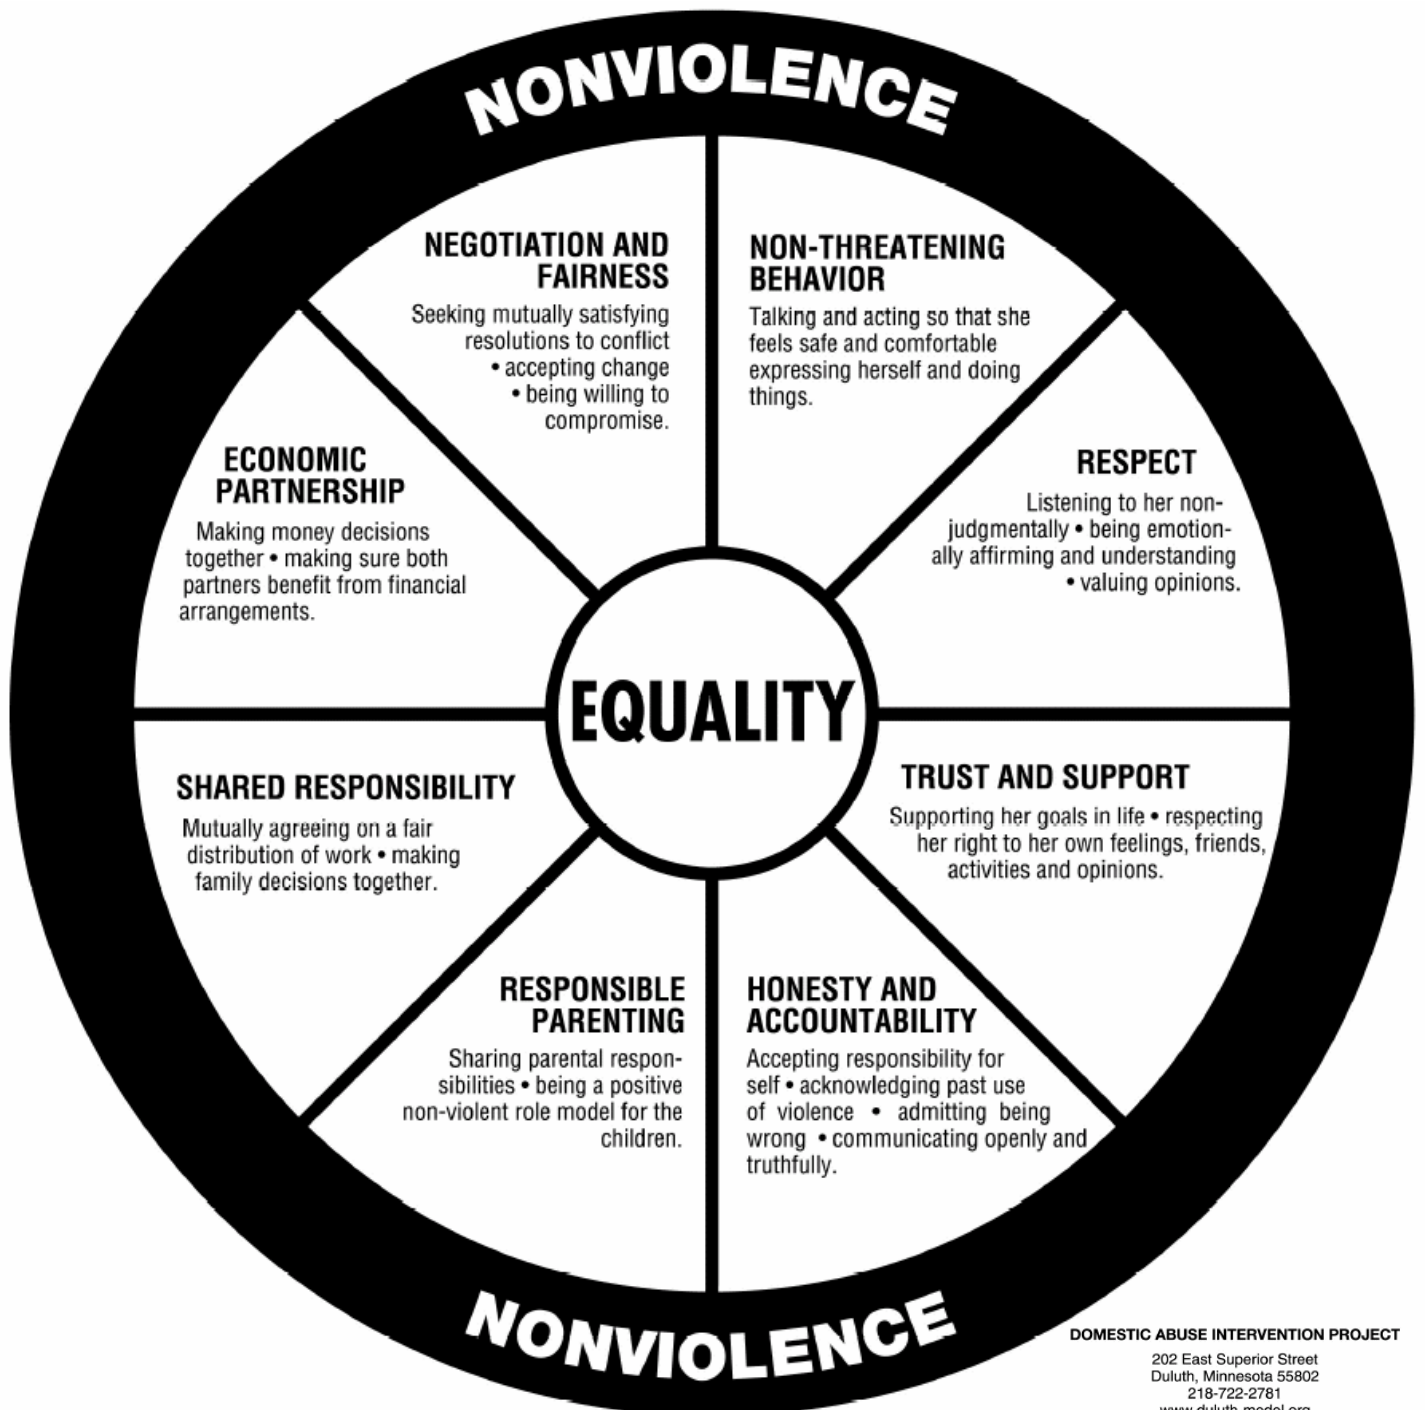 NONVIOLENCE
NEGOTIATION AND
FAIRNESS
Seeking mutually satisfying
resolutions to conflict
• accepting change
• being willing to
compromise.
NON-THREATENING
BEHAVIOR
Talking and acting so that she
feels safe and comfortable
expressing herself and doing
things.
RESPECT
Listening to her non-
judgmentally • being emotion-
ally affirming and understanding
• valuing opinions.
TRUST AND SUPPORT
Supporting her goals in life • respecting
her right to her own feelings, friends,
activities and opinions.
HONESTY AND
ACCOUNTABILITY
Accepting responsibility for
self • acknowledging past use
of violence • admitting being
wrong • communicating openly and
truthfully.
RESPONSIBLE
PARENTING
Sharing parental respon-
sibilities • being a positive
non-violent role model for the
children.
SHARED RESPONSIBILITY
Mutually agreeing on a fair
distribution of work • making
family decisions together.
ECONOMIC
PARTNERSHIP
Making money decisions
together • making sure both
partners benefit from financial
arrangements.
EQUALITY
NONVIOLENCE
DOMESTIC ABUSE INTERVENTION PROJECT
202 East Superior Street
Duluth, Minnesota 55802
218-722-2781
www.duluth-model.org